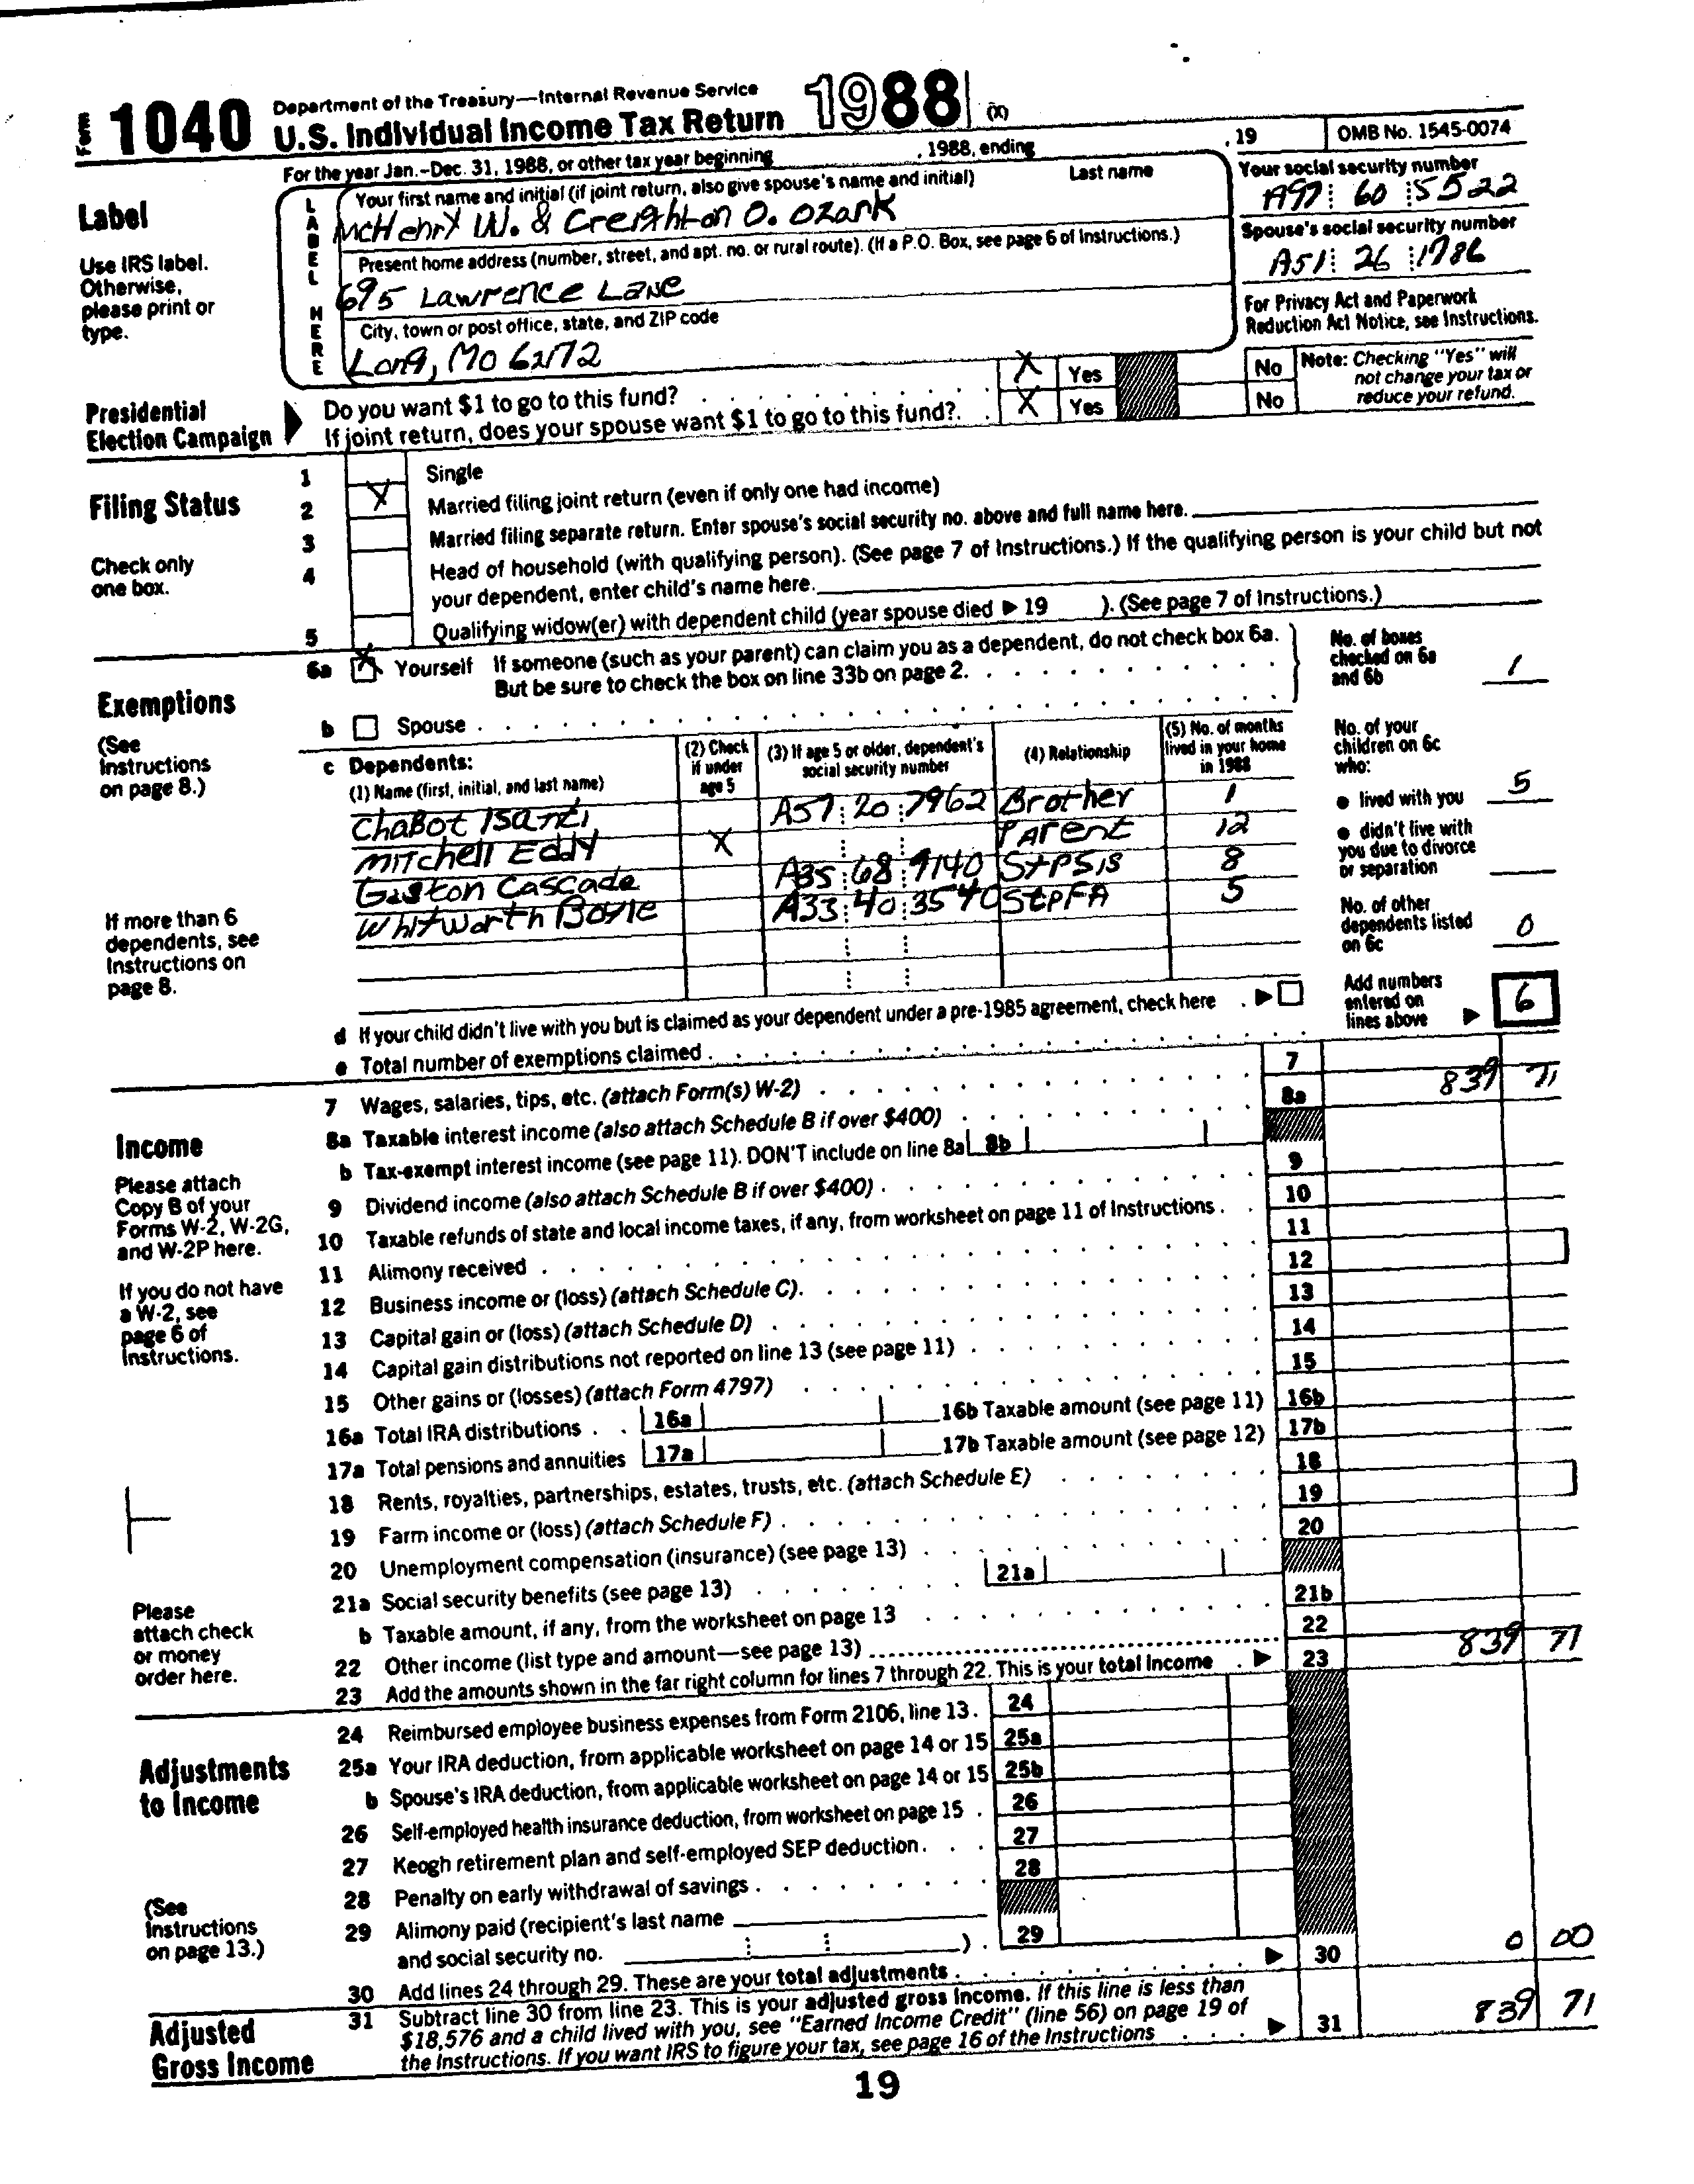 Form 1040
Department of the Treasury—Internal Revenue Service
U.S. Individual Income Tax Return 1988 (X)
For the year Jan.–Dec. 31, 1988, or other tax year beginning , 1988, ending , 19 OMB No. 1545-0074
Label
Use IRS label. Otherwise, please print or type.
LABEL HERE
Your first name and initial (if joint return, also give spouse's name and initial) Last name
McHenry W. & Creighton O. Ozark
Your social security number
A97 60 5522
Present home address (number, street, and apt. no. or rural route). (If a P.O. Box, see page 6 of Instructions.)
695 Lawrence Lane
Spouse's social security number
A51 26 1786
City, town or post office, state, and ZIP code
Long, MO 62172
For Privacy Act and Paperwork Reduction Act Notice, see Instructions.
Presidential Election Campaign
Do you want $1 to go to this fund? X Yes No
If joint return, does your spouse want $1 to go to this fund?. X Yes No
Note: Checking "Yes" will not change your tax or reduce your refund.
Filing Status
Check only one box.
1 Single
2 X Married filing joint return (even if only one had income)
3 Married filing separate return. Enter spouse's social security no. above and full name here.
4 Head of household (with qualifying person). (See page 7 of Instructions.) If the qualifying person is your child but not
your dependent, enter child's name here.
5 Qualifying widow(er) with dependent child (year spouse died ▶ 19 ). (See page 7 of Instructions.)
Exemptions
(See Instructions on page 8.)
6a X Yourself If someone (such as your parent) can claim you as a dependent, do not check box 6a.
But be sure to check the box on line 33b on page 2.
b Spouse
No. of boxes checked on 6a and 6b 1
c Dependents:
(1) Name (first, initial, and last name) (2) Check if under age 5 (3) If age 5 or older, dependent's social security number (4) Relationship (5) No. of months lived in your home in 1988
Chabot Isanti A57 20 7962 Brother 1
Mitchell Eddy X Parent 12
Gaston Cascade A35 68 9140 StPSis 8
Whitworth Boyle A33 40 3540 StPFA 5
If more than 6 dependents, see Instructions on page 8.
No. of your children on 6c who:
● lived with you 5
● didn't live with you due to divorce or separation
No. of other dependents listed on 6c 0
d If your child didn't live with you but is claimed as your dependent under a pre-1985 agreement, check here . ▶
e Total number of exemptions claimed
Add numbers entered on lines above ▶ 6
Income
Please attach Copy B of your Forms W-2, W-2G, and W-2P here.
If you do not have a W-2, see page 6 of Instructions.
Please attach check or money order here.
7 Wages, salaries, tips, etc. (attach Form(s) W-2) 7
8a Taxable interest income (also attach Schedule B if over $400) 8a 839 71
b Tax-exempt interest income (see page 11). DON'T include on line 8a 8b
9 Dividend income (also attach Schedule B if over $400) 9
10 Taxable refunds of state and local income taxes, if any, from worksheet on page 11 of Instructions 10
11 Alimony received 11
12 Business income or (loss) (attach Schedule C) 12
13 Capital gain or (loss) (attach Schedule D) 13
14 Capital gain distributions not reported on line 13 (see page 11) 14
15 Other gains or (losses) (attach Form 4797) 15
16a Total IRA distributions 16a 16b Taxable amount (see page 11) 16b
17a Total pensions and annuities 17a 17b Taxable amount (see page 12) 17b
18 Rents, royalties, partnerships, estates, trusts, etc. (attach Schedule E) 18
19 Farm income or (loss) (attach Schedule F) 19
20 Unemployment compensation (insurance) (see page 13) 20
21a Social security benefits (see page 13) 21a
b Taxable amount, if any, from the worksheet on page 13 21b
22 Other income (list type and amount—see page 13) 22
23 Add the amounts shown in the far right column for lines 7 through 22. This is your total income ▶ 23 839 71
Adjustments to Income
(See Instructions on page 13.)
24 Reimbursed employee business expenses from Form 2106, line 13. 24
25a Your IRA deduction, from applicable worksheet on page 14 or 15 25a
b Spouse's IRA deduction, from applicable worksheet on page 14 or 15 25b
26 Self-employed health insurance deduction, from worksheet on page 15 26
27 Keogh retirement plan and self-employed SEP deduction 27
28 Penalty on early withdrawal of savings 28
29 Alimony paid (recipient's last name
and social security no. ) 29
30 Add lines 24 through 29. These are your total adjustments ▶ 30 0 00
Adjusted Gross Income
31 Subtract line 30 from line 23. This is your adjusted gross income. If this line is less than
$18,576 and a child lived with you, see "Earned Income Credit" (line 56) on page 19 of
the Instructions. If you want IRS to figure your tax, see page 16 of the Instructions ▶ 31 839 71
19